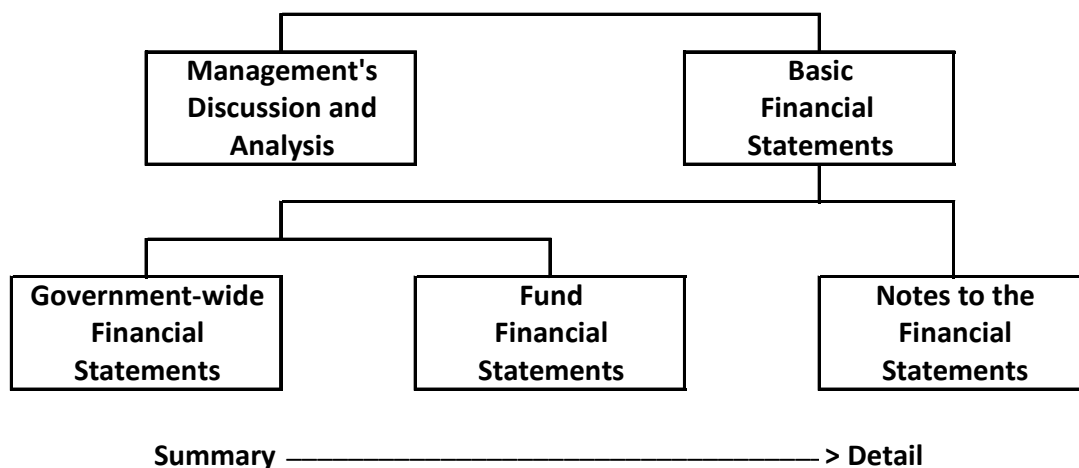 Management's
Discussion and
Analysis
Basic
Financial
Statements
Government-wide
Financial
Statements
Fund
Financial
Statements
Notes to the
Financial
Statements
Summary ———————————————> Detail